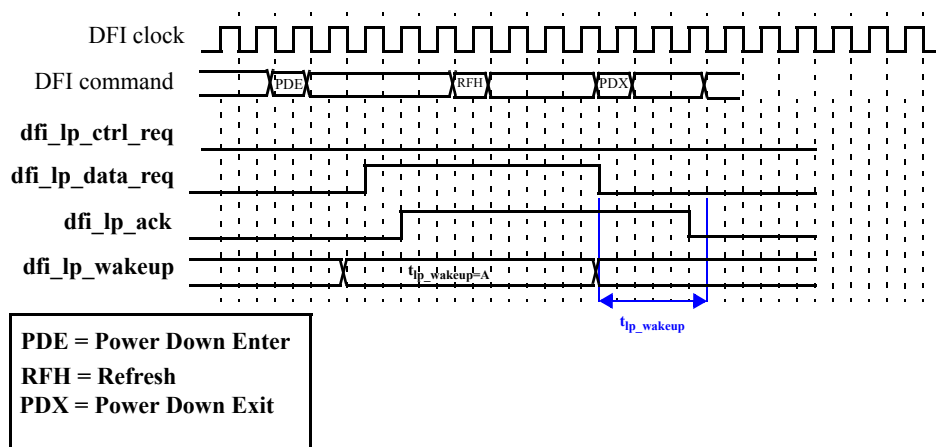 DFI clock
DFI command
PDE
RFH
PDX
dfi_lp_ctrl_req
dfi_lp_data_req
dfi_lp_ack
dfi_lp_wakeup
tlp_wakeup=A
tlp_wakeup
PDE = Power Down Enter
RFH = Refresh
PDX = Power Down Exit